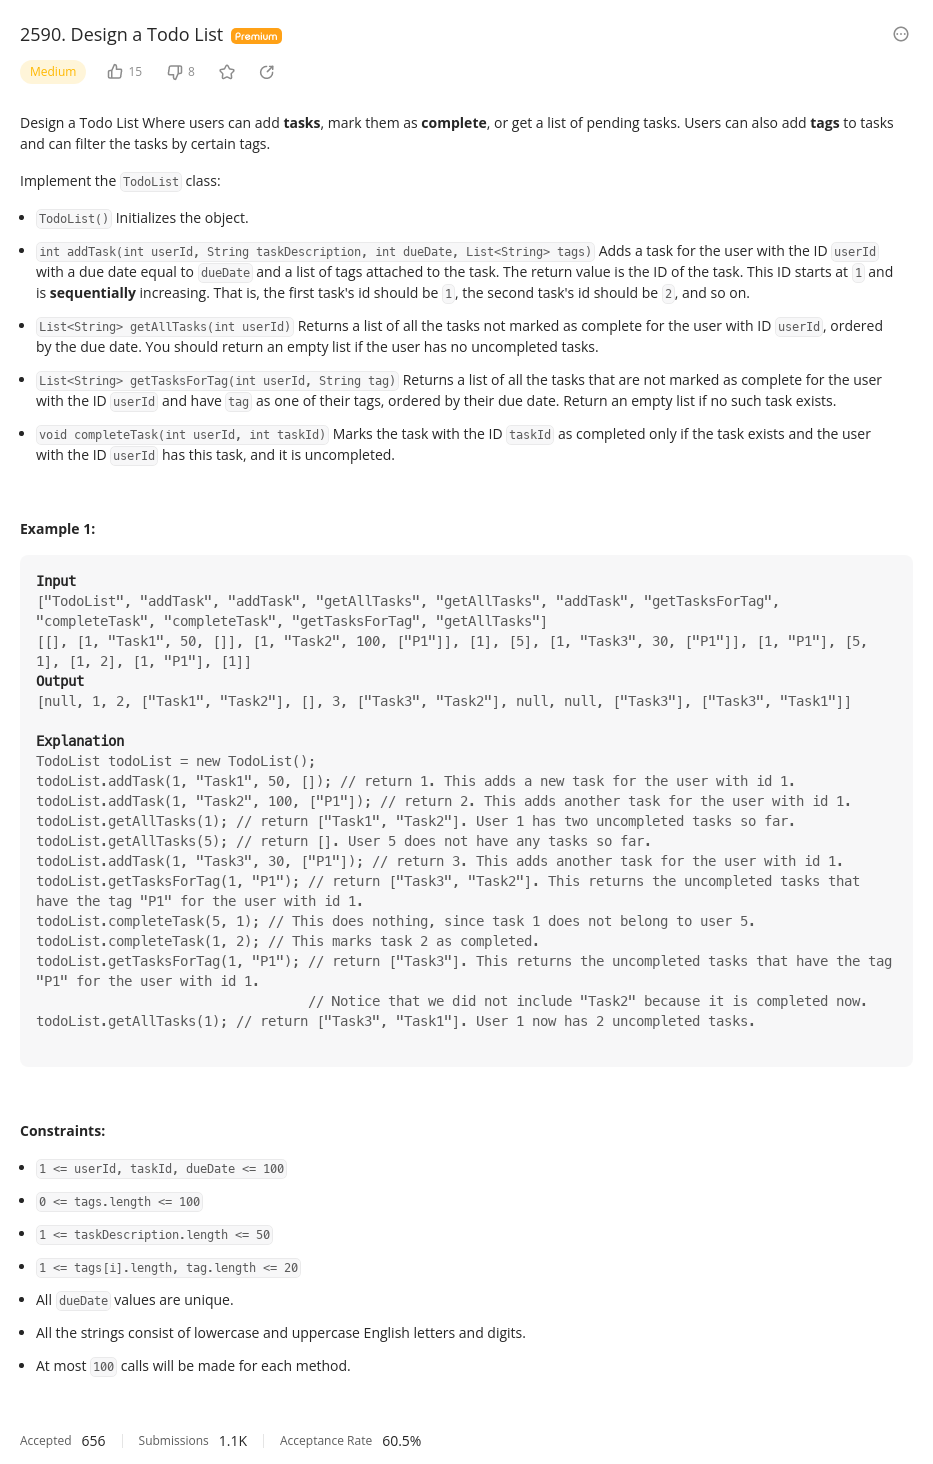 2590. Design a Todo List Premium
Medium 15 8
Design a Todo List Where users can add tasks, mark them as complete, or get a list of pending tasks. Users can also add tags to tasks
and can filter the tasks by certain tags.
Implement the TodoList class:
• TodoList() Initializes the object.
• int addTask(int userId, String taskDescription, int dueDate, List<String> tags) Adds a task for the user with the ID userId
with a due date equal to dueDate and a list of tags attached to the task. The return value is the ID of the task. This ID starts at 1 and
is sequentially increasing. That is, the first task's id should be 1, the second task's id should be 2, and so on.
• List<String> getAllTasks(int userId) Returns a list of all the tasks not marked as complete for the user with ID userId, ordered
by the due date. You should return an empty list if the user has no uncompleted tasks.
• List<String> getTasksForTag(int userId, String tag) Returns a list of all the tasks that are not marked as complete for the user
with the ID userId and have tag as one of their tags, ordered by their due date. Return an empty list if no such task exists.
• void completeTask(int userId, int taskId) Marks the task with the ID taskId as completed only if the task exists and the user
with the ID userId has this task, and it is uncompleted.
Example 1:
Input
["TodoList", "addTask", "addTask", "getAllTasks", "getAllTasks", "addTask", "getTasksForTag",
"completeTask", "completeTask", "getTasksForTag", "getAllTasks"]
[[], [1, "Task1", 50, []], [1, "Task2", 100, ["P1"]], [1], [5], [1, "Task3", 30, ["P1"]], [1, "P1"], [5,
1], [1, 2], [1, "P1"], [1]]
Output
[null, 1, 2, ["Task1", "Task2"], [], 3, ["Task3", "Task2"], null, null, ["Task3"], ["Task3", "Task1"]]
Explanation
TodoList todoList = new TodoList();
todoList.addTask(1, "Task1", 50, []); // return 1. This adds a new task for the user with id 1.
todoList.addTask(1, "Task2", 100, ["P1"]); // return 2. This adds another task for the user with id 1.
todoList.getAllTasks(1); // return ["Task1", "Task2"]. User 1 has two uncompleted tasks so far.
todoList.getAllTasks(5); // return []. User 5 does not have any tasks so far.
todoList.addTask(1, "Task3", 30, ["P1"]); // return 3. This adds another task for the user with id 1.
todoList.getTasksForTag(1, "P1"); // return ["Task3", "Task2"]. This returns the uncompleted tasks that
have the tag "P1" for the user with id 1.
todoList.completeTask(5, 1); // This does nothing, since task 1 does not belong to user 5.
todoList.completeTask(1, 2); // This marks task 2 as completed.
todoList.getTasksForTag(1, "P1"); // return ["Task3"]. This returns the uncompleted tasks that have the tag
"P1" for the user with id 1.
// Notice that we did not include "Task2" because it is completed now.
todoList.getAllTasks(1); // return ["Task3", "Task1"]. User 1 now has 2 uncompleted tasks.
Constraints:
• 1 <= userId, taskId, dueDate <= 100
• 0 <= tags.length <= 100
• 1 <= taskDescription.length <= 50
• 1 <= tags[i].length, tag.length <= 20
• All dueDate values are unique.
• All the strings consist of lowercase and uppercase English letters and digits.
• At most 100 calls will be made for each method.
Accepted 656 Submissions 1.1K Acceptance Rate 60.5%